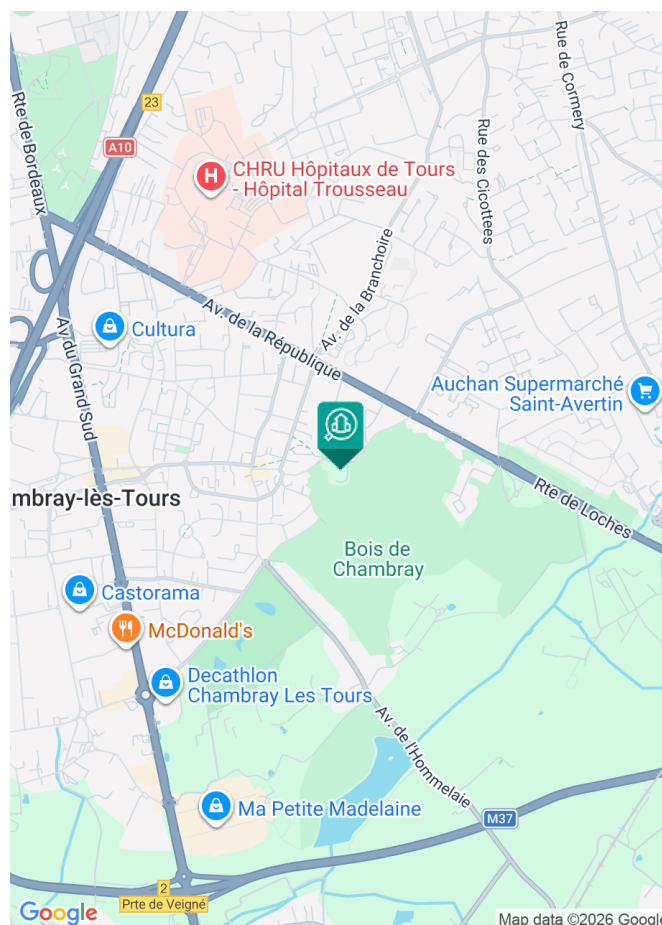 Rue de Cormery
Rte de Bordeaux
23
A10
Rue des Cicottees
H
CHRU Hôpitaux de Tours
- Hôpital Trousseau
Av. de la Branchoire
Av. de la République
Cultura
Av du Grand Sud
Auchan Supermarché
Saint-Avertin
mbray-lès-Tours
Rte de Loches
Bois de
Chambray
Castorama
McDonald's
Decathlon
Chambray Les Tours
Av. de l'Hommelaie
Ma Petite Madelaine
M37
2
Prte de Veigné
Google
Map data ©2026 Google